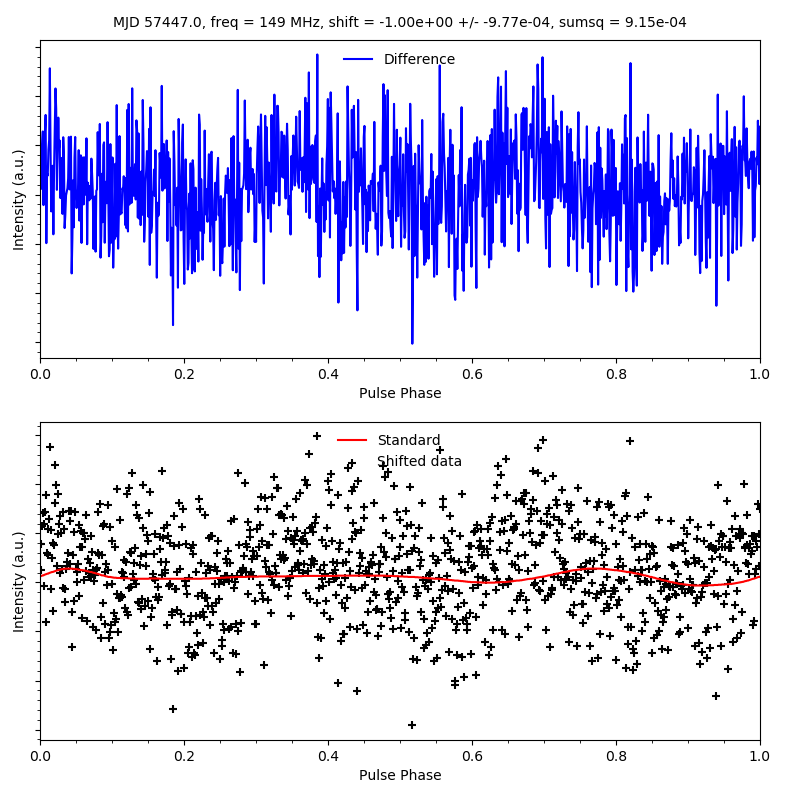 MJD 57447.0, freq = 149 MHz, shift = -1.00e+00 +/- -9.77e-04, sumsq = 9.15e-04
Difference
Intensity (a.u.)
0.0 0.2 0.4 0.6 0.8 1.0
Pulse Phase
Standard
Shifted data
Intensity (a.u.)
0.0 0.2 0.4 0.6 0.8 1.0
Pulse Phase